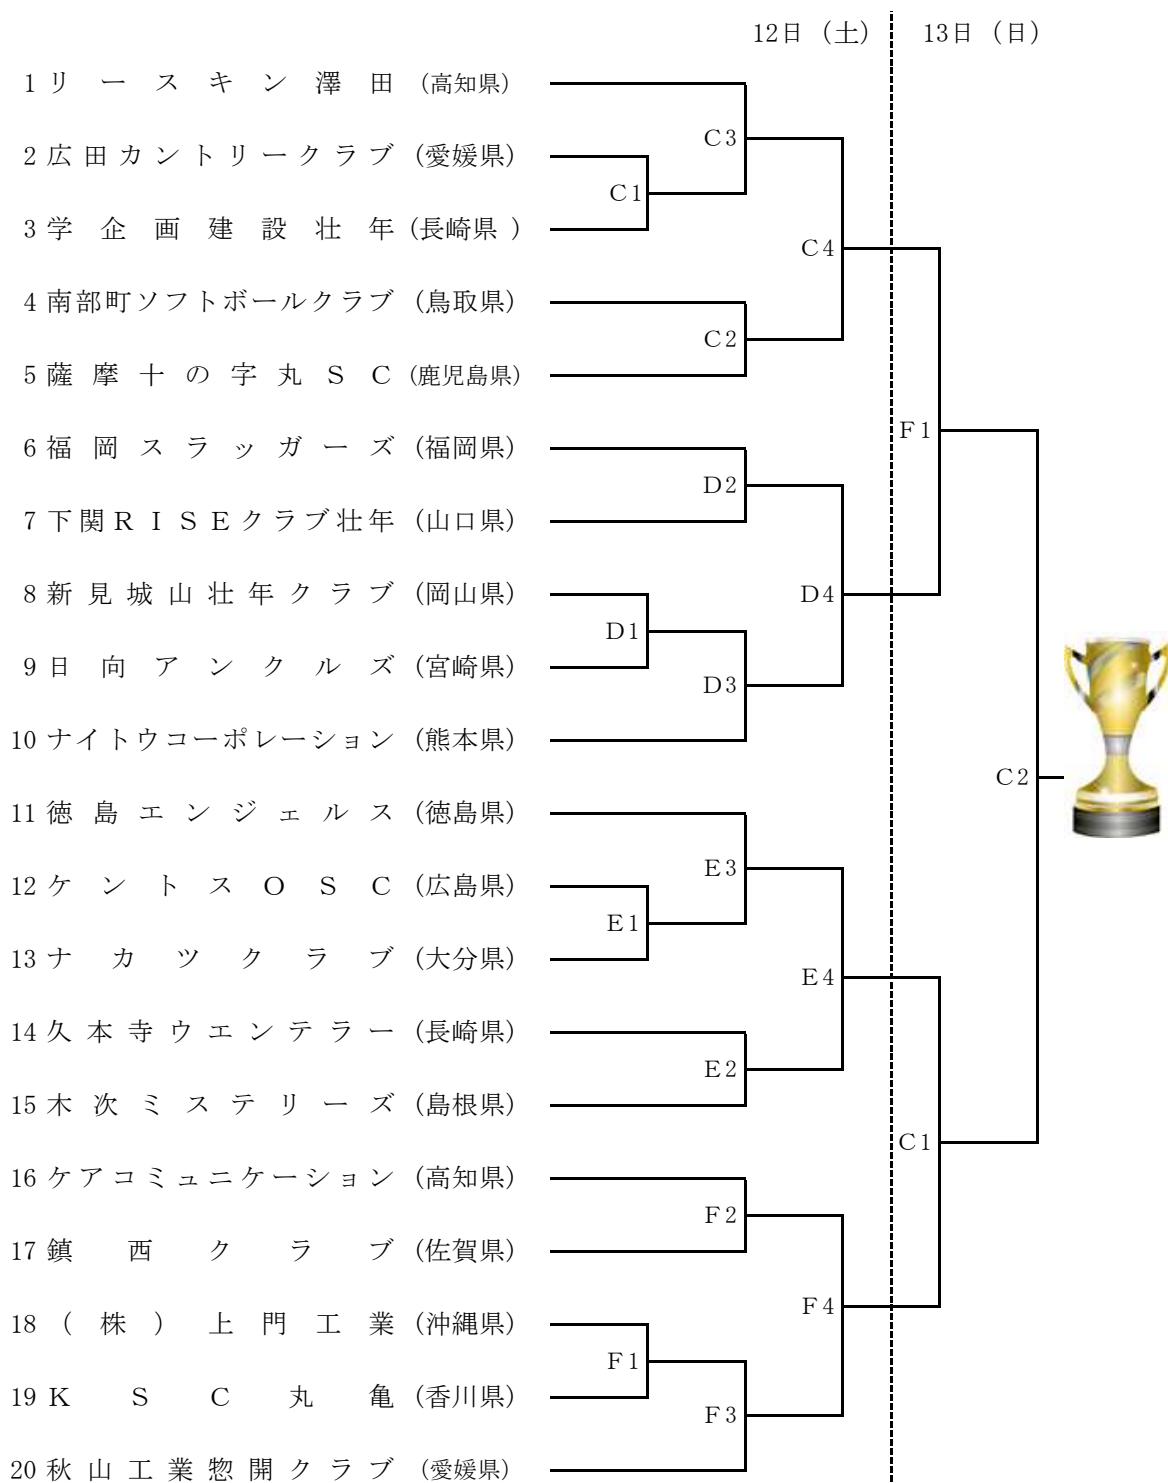 12日（土） 13日（日）
1 リースキン澤田 (高知県)
C3
2 広田カントリークラブ (愛媛県)
C1
3 学企画建設壮年 (長崎県 )
C4
4 南部町ソフトボールクラブ (鳥取県)
C2
5 薩摩十の字丸ＳＣ (鹿児島県)
F1
6 福岡スラッガーズ (福岡県)
D2
7 下関ＲＩＳＥクラブ壮年 (山口県)
8 新見城山壮年クラブ (岡山県)
D4
D1
9 日向アンクルズ (宮崎県)
D3
10 ナイトウコーポレーション (熊本県)
C2
11 徳島エンジェルス (徳島県)
E3
12 ケントスＯＳＣ (広島県)
E1
13 ナカツクラブ (大分県)
E4
14 久本寺ウエンテラー (長崎県)
E2
15 木次ミステリーズ (島根県)
C1
16 ケアコミュニケーション (高知県)
F2
17 鎮西クラブ (佐賀県)
F4
18 （株）上門工業 (沖縄県)
F1
19 ＫＳＣ丸亀 (香川県)
F3
20 秋山工業惣開クラブ (愛媛県)